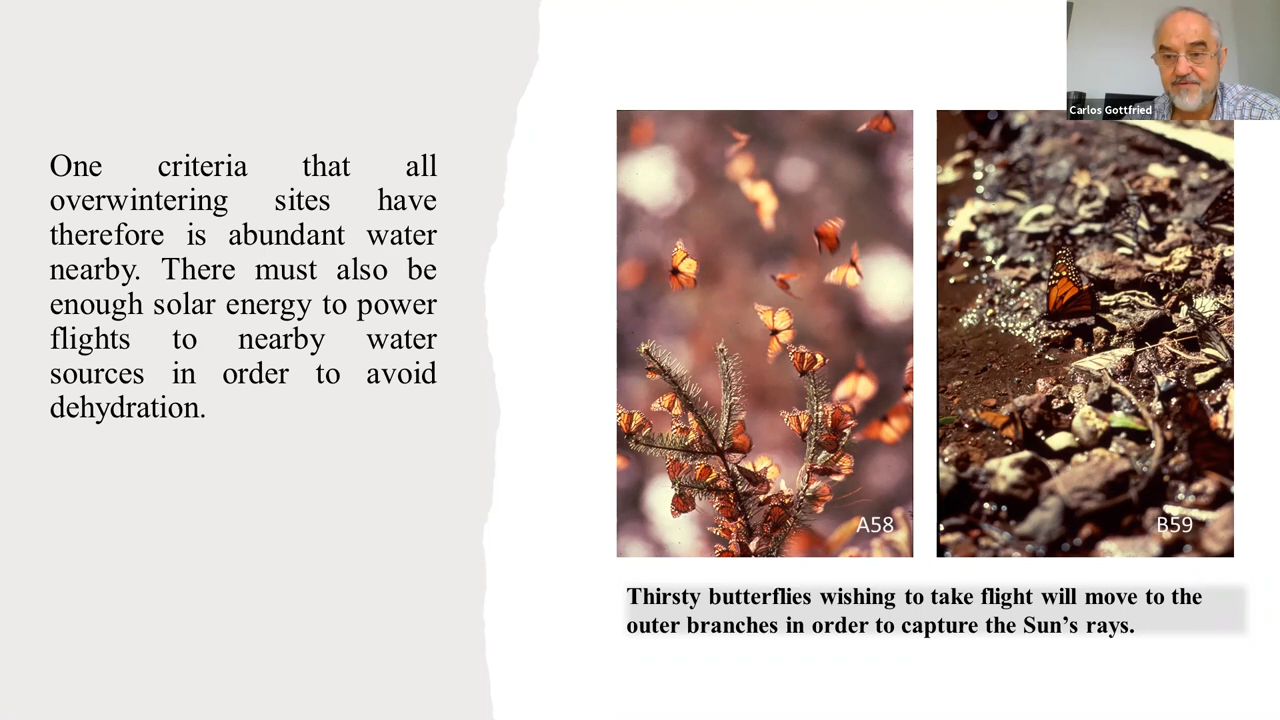 Carlos Gottfried
One criteria that all
overwintering sites have
therefore is abundant water
nearby. There must also be
enough solar energy to power
flights to nearby water
sources in order to avoid
dehydration.
A58
B59
Thirsty butterflies wishing to take flight will move to the
outer branches in order to capture the Sun’s rays.